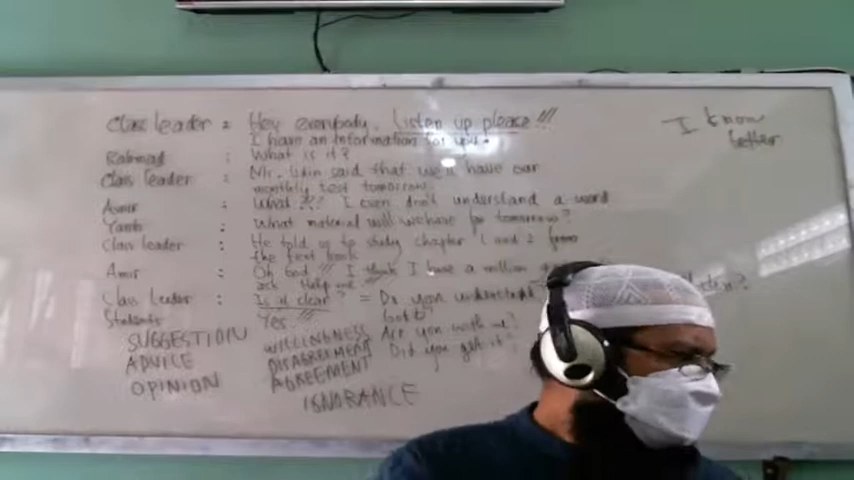 Class Leader : Hey everybody. Listen up please!!!
I have an information for you.
Rahmad : What is it?
Class Leader : Mr. Udin said that we'll have our
monthly test tomorrow.
Amir : What !!?! I even don't understand a word
Yanto : What material will we have for tomorrow?
Class Leader : He told us to study chapter 1 and 2 from
the text book
Amir : Oh God!!! I think I have a million
ask. Help me
Class Leader : Is it clear? = Do you understand
Students : Yes.
Are you with me?
Did you get it?
SUGGESTION
ADVICE
OPINION
WILLINGNESS
DISAGREEMENT
AGREEMENT
IGNORANCE
I know
better